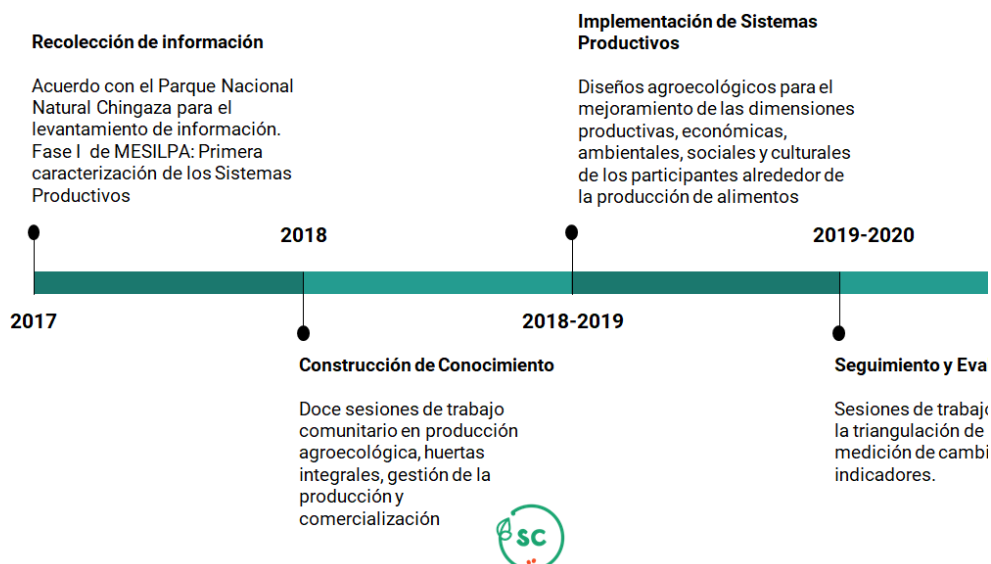 Recolección de información
Acuerdo con el Parque Nacional
Natural Chingaza para el
levantamiento de información.
Fase I de MESILPA: Primera
caracterización de los Sistemas
Productivos
2017
2018
Construcción de Conocimiento
Doce sesiones de trabajo
comunitario en producción
agroecológica, huertas
integrales, gestión de la
producción y
comercialización
Implementación de Sistemas
Productivos
Diseños agroecológicos para el
mejoramiento de las dimensiones
productivas, económicas,
ambientales, sociales y culturales
de los participantes alrededor de
la producción de alimentos
2018-2019
2019-2020
Seguimiento y Eva
Sesiones de trabajo
la triangulación de
medición de cambi
indicadores.
SC